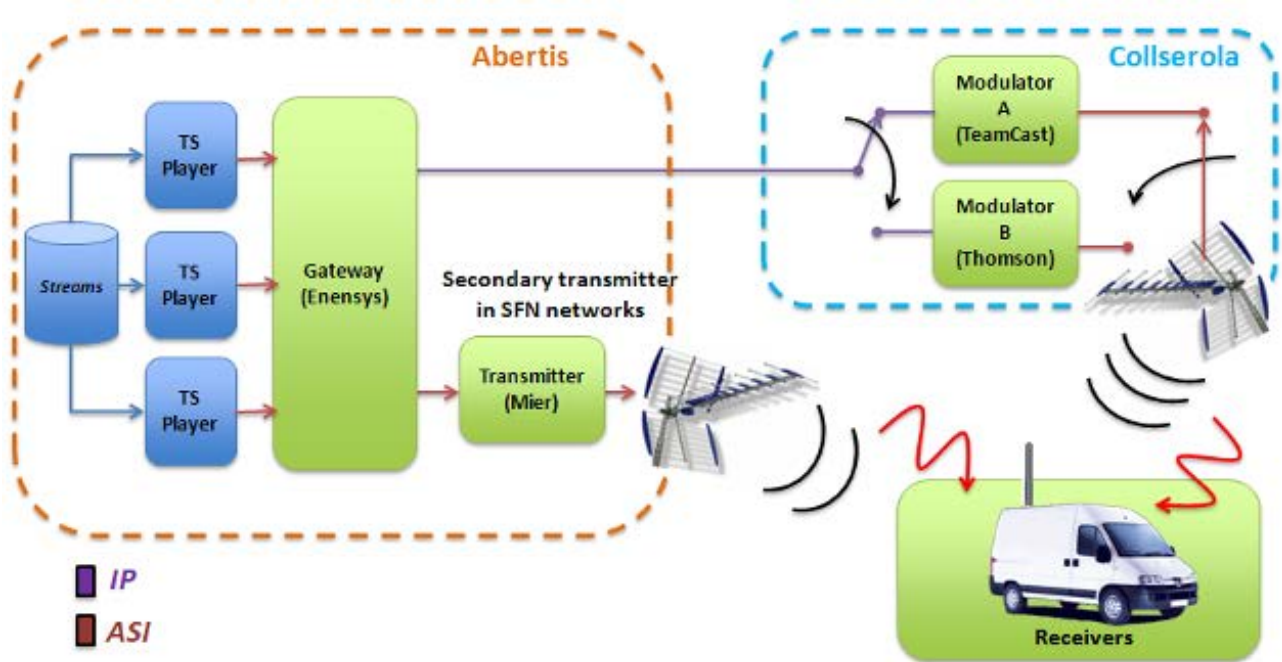 Abertis
Collserola
TS
Player
Modulator
A
(TeamCast)
Modulator
B
(Thomson)
Streams
TS
Player
Gateway
(Enensys)
Secondary transmitter
in SFN networks
TS
Player
Transmitter
(Mier)
IP
ASI
Receivers